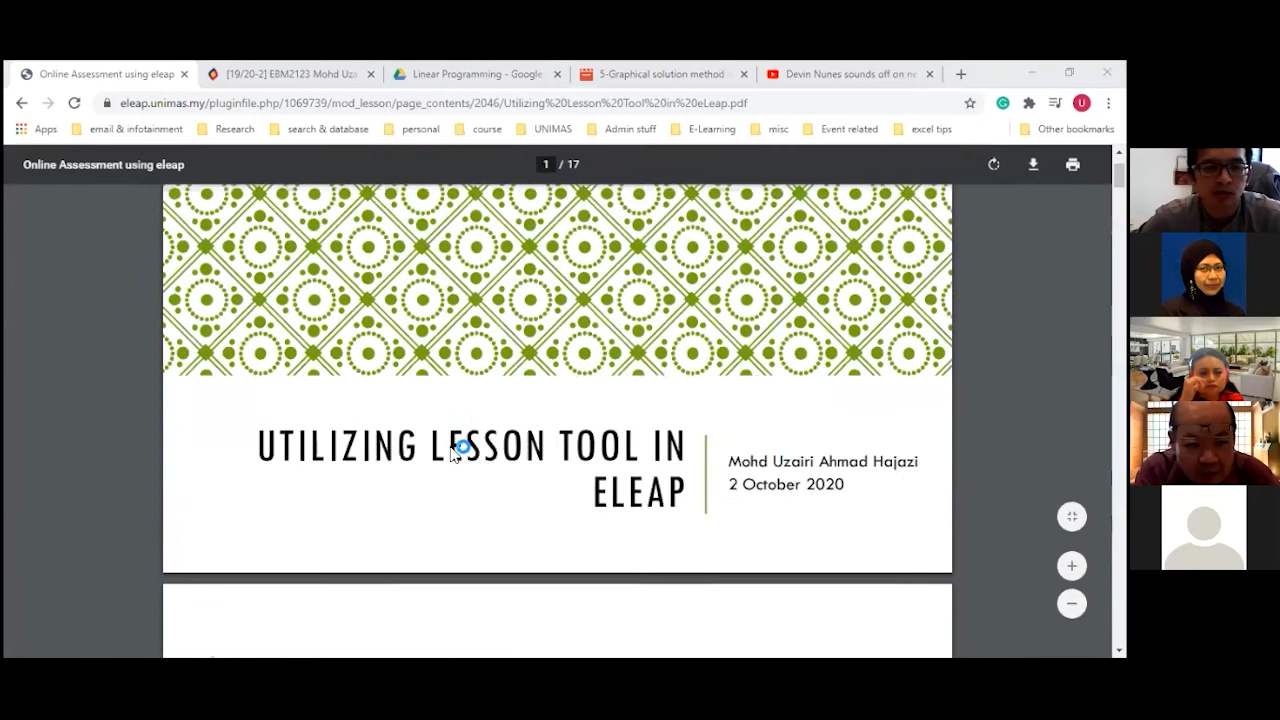 Online Assessment using eleap
[19/20-2] EBM2123 Mohd Uza
Linear Programming - Google
5-Graphical solution method
Devin Nunes sounds off on ne
eleap.unimas.my/pluginfile.php/1069739/mod_lesson/page_contents/2046/Utilizing%20Lesson%20Tool%20in%20eLeap.pdf
U
Apps
email & infotainment
Research
search & database
personal
course
UNIMAS
Admin stuff
E-Learning
misc
Event related
excel tips
Other bookmarks
Online Assessment using eleap
1 / 17
UTILIZING LESSON TOOL IN
ELEAP
Mohd Uzairi Ahmad Hajazi
2 October 2020